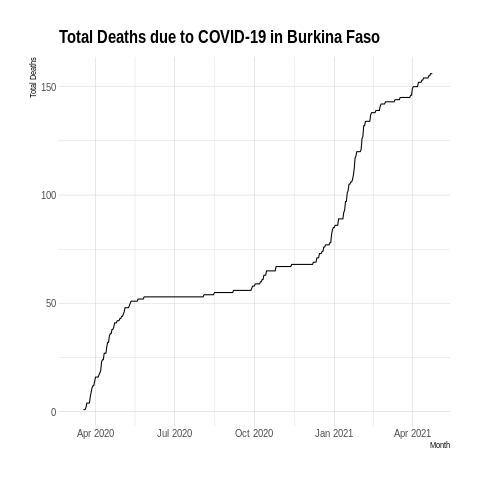 Total Deaths due to COVID-19 in Burkina Faso
Total Deaths
150
100
50
0
Apr 2020 Jul 2020 Oct 2020 Jan 2021 Apr 2021
Month